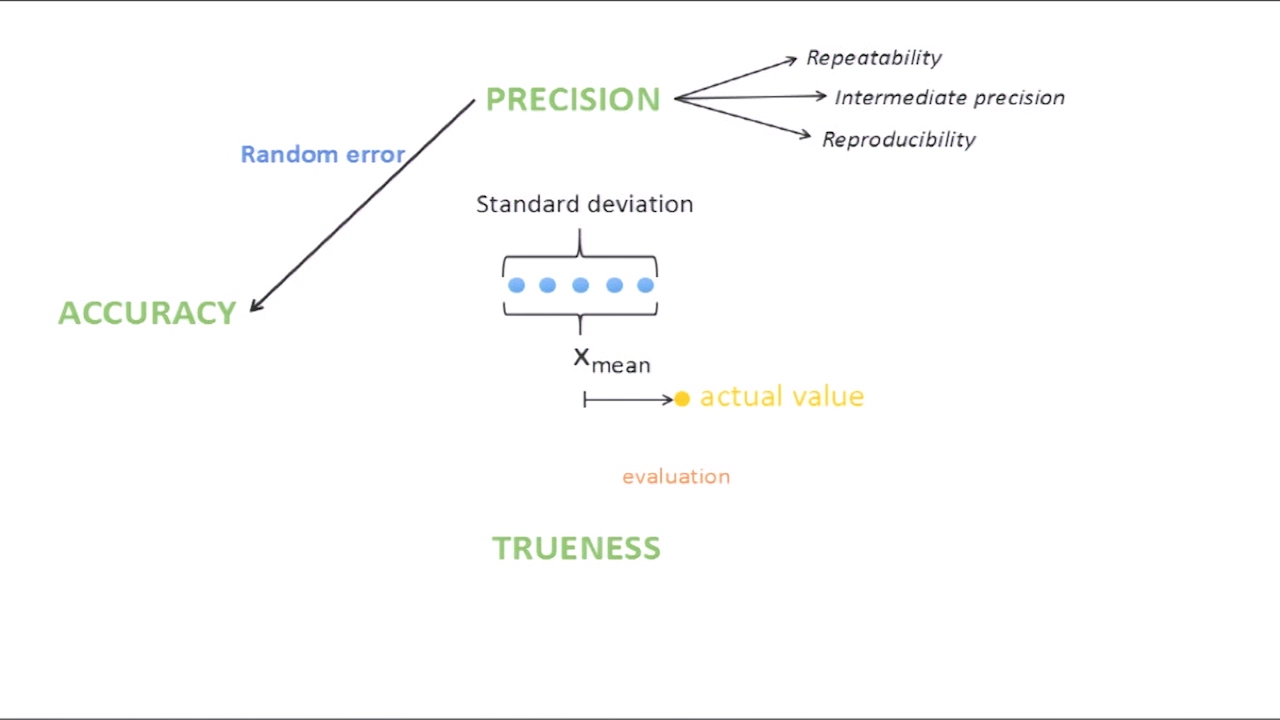 Repeatability
PRECISION
Intermediate precision
Reproducibility
Random error
Standard deviation
ACCURACY
xmean
actual value
evaluation
TRUENESS